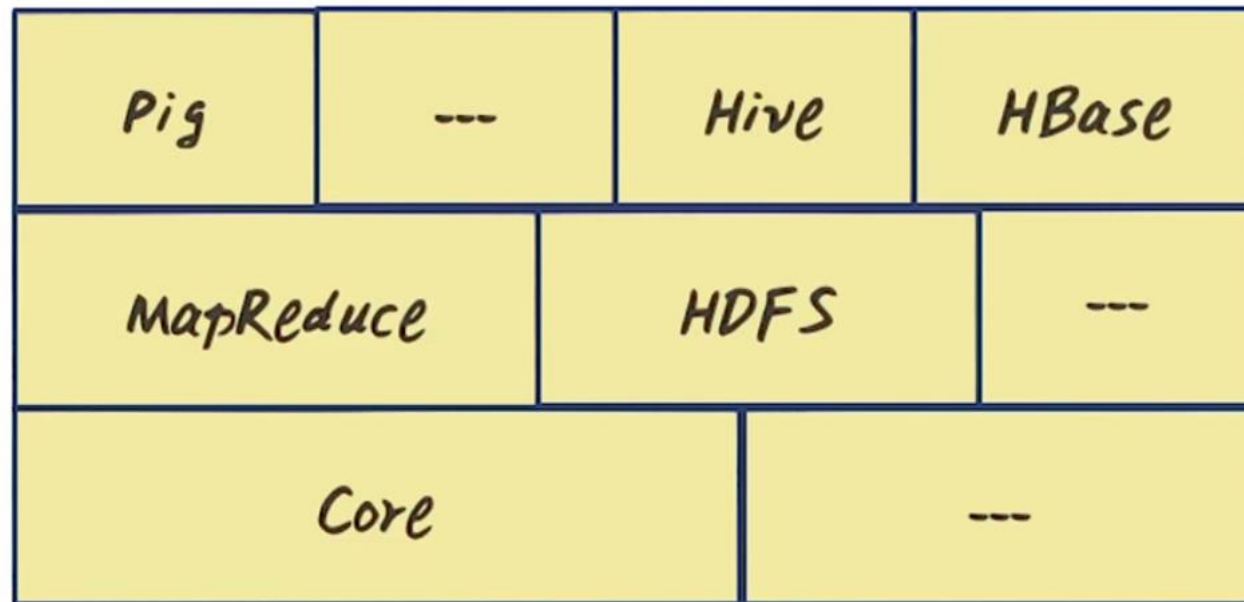 Pig --- Hive HBase
MapReduce HDFS ---
Core ---